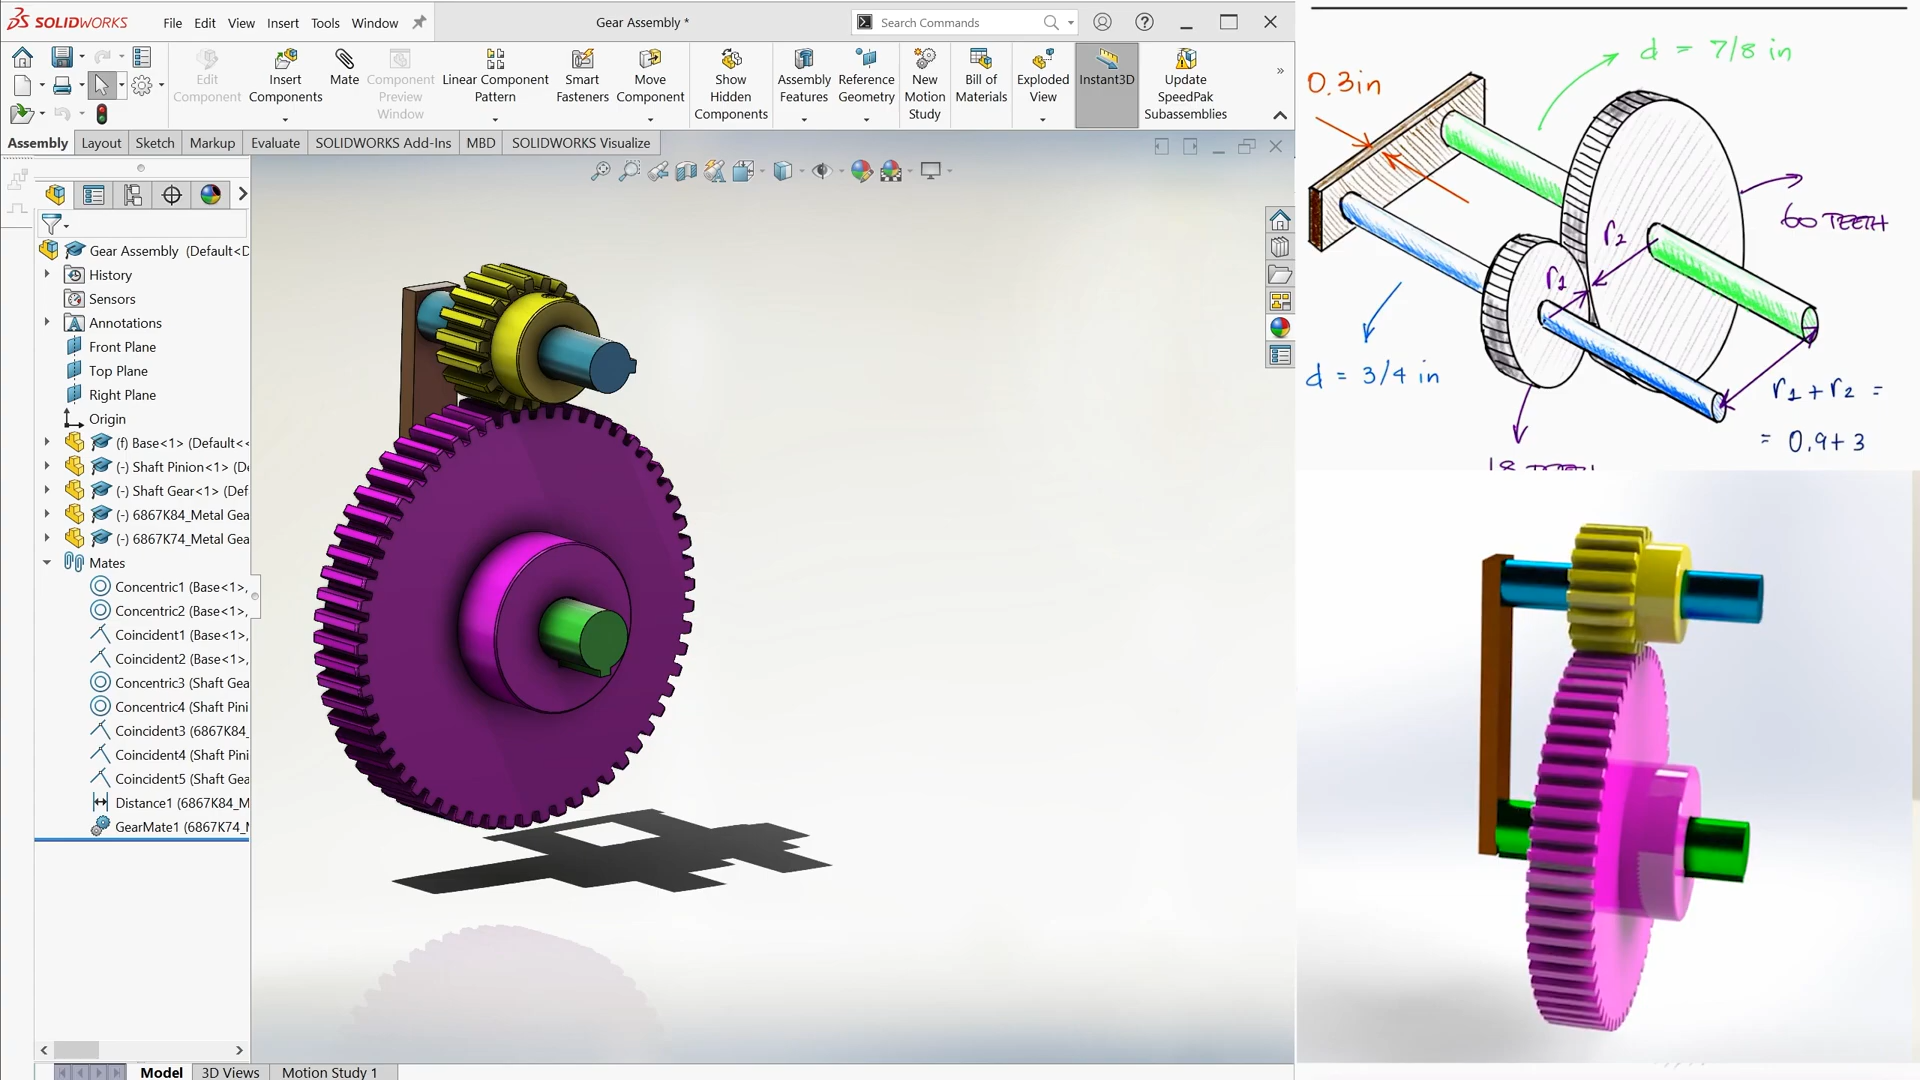 SOLIDWORKS
File Edit View Insert Tools Window
Gear Assembly *
Search Commands
Edit Component
Insert Components
Mate
Component Preview Window
Linear Component Pattern
Smart Fasteners
Move Component
Show Hidden Components
Assembly Features
Reference Geometry
New Motion Study
Bill of Materials
Exploded View
Instant3D
Update SpeedPak Subassemblies
Assembly Layout Sketch Markup Evaluate SOLIDWORKS Add-Ins MBD SOLIDWORKS Visualize
Gear Assembly (Default<D
History
Sensors
Annotations
Front Plane
Top Plane
Right Plane
Origin
(f) Base<1> (Default<<
(-) Shaft Pinion<1> (De
(-) Shaft Gear<1> (Def
(-) 6867K84_Metal Gea
(-) 6867K74_Metal Gea
Mates
Concentric1 (Base<1>,
Concentric2 (Base<1>,
Coincident1 (Base<1>,
Coincident2 (Base<1>,
Concentric3 (Shaft Gea
Concentric4 (Shaft Pini
Coincident3 (6867K84_
Coincident4 (Shaft Pini
Coincident5 (Shaft Gea
Distance1 (6867K84_M
GearMate1 (6867K74_M
Model 3D Views Motion Study 1
d = 7/8 in
0.3in
60 TEETH
r2
r1
d = 3/4 in
r1 + r2 =
= 0.9+3
18 TEETH